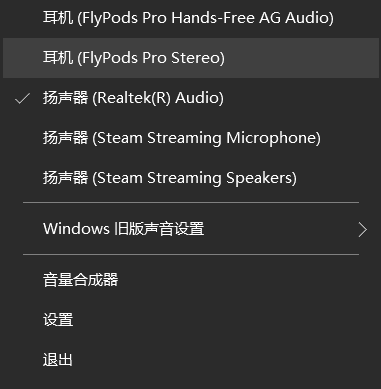 耳机 (FlyPods Pro Hands-Free AG Audio)
耳机 (FlyPods Pro Stereo)
扬声器 (Realtek(R) Audio)
扬声器 (Steam Streaming Microphone)
扬声器 (Steam Streaming Speakers)
Windows 旧版声音设置
音量合成器
设置
退出